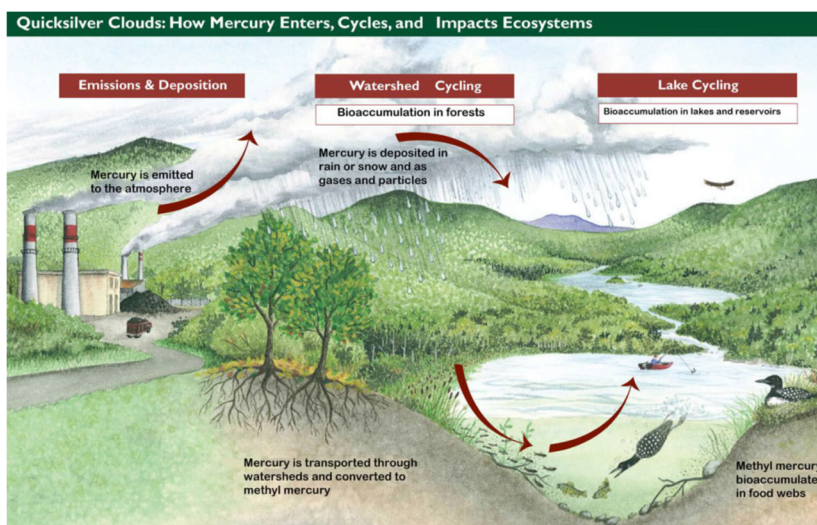 Quicksilver Clouds: How Mercury Enters, Cycles, and Impacts Ecosystems
Emissions & Deposition
Watershed Cycling
Bioaccumulation in forests
Lake Cycling
Bioaccumulation in lakes and reservoirs
Mercury is emitted
to the atmosphere
Mercury is deposited in
rain or snow and as
gases and particles
Mercury is transported through
watersheds and converted to
methyl mercury
Methyl mercury
bioaccumulate
in food webs